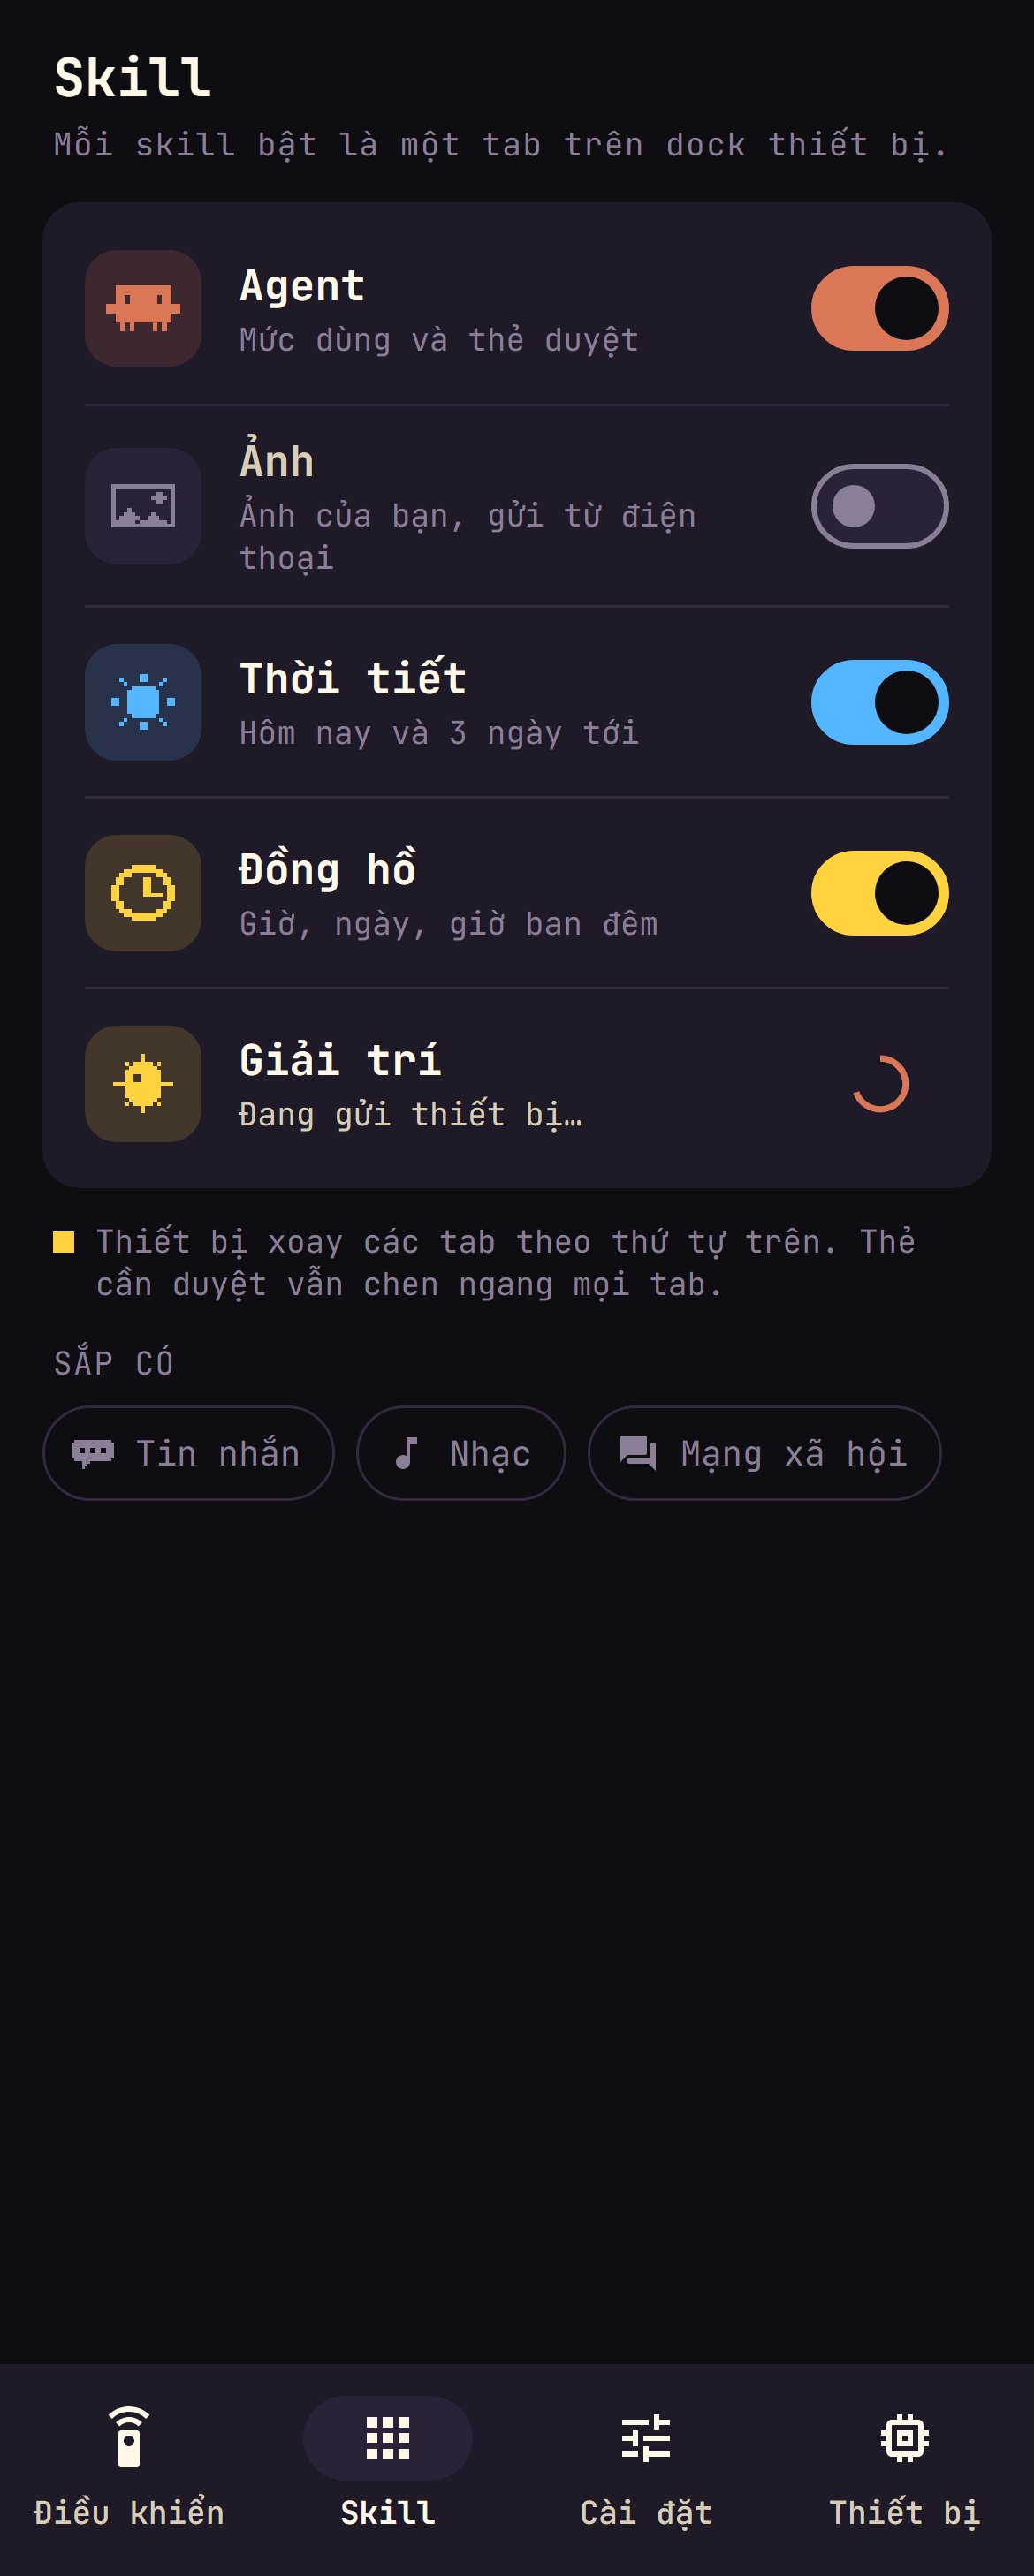 Skill
Mỗi skill bật là một tab trên dock thiết bị.
Agent
Mức dùng và thẻ duyệt
Ảnh
Ảnh của bạn, gửi từ điện
thoại
Thời tiết
Hôm nay và 3 ngày tới
Đồng hồ
Giờ, ngày, giờ ban đêm
Giải trí
Đang gửi thiết bị…
Thiết bị xoay các tab theo thứ tự trên. Thẻ
cần duyệt vẫn chen ngang mọi tab.
SẮP CÓ
Tin nhắn
Nhạc
Mạng xã hội
Điều khiển
Skill
Cài đặt
Thiết bị